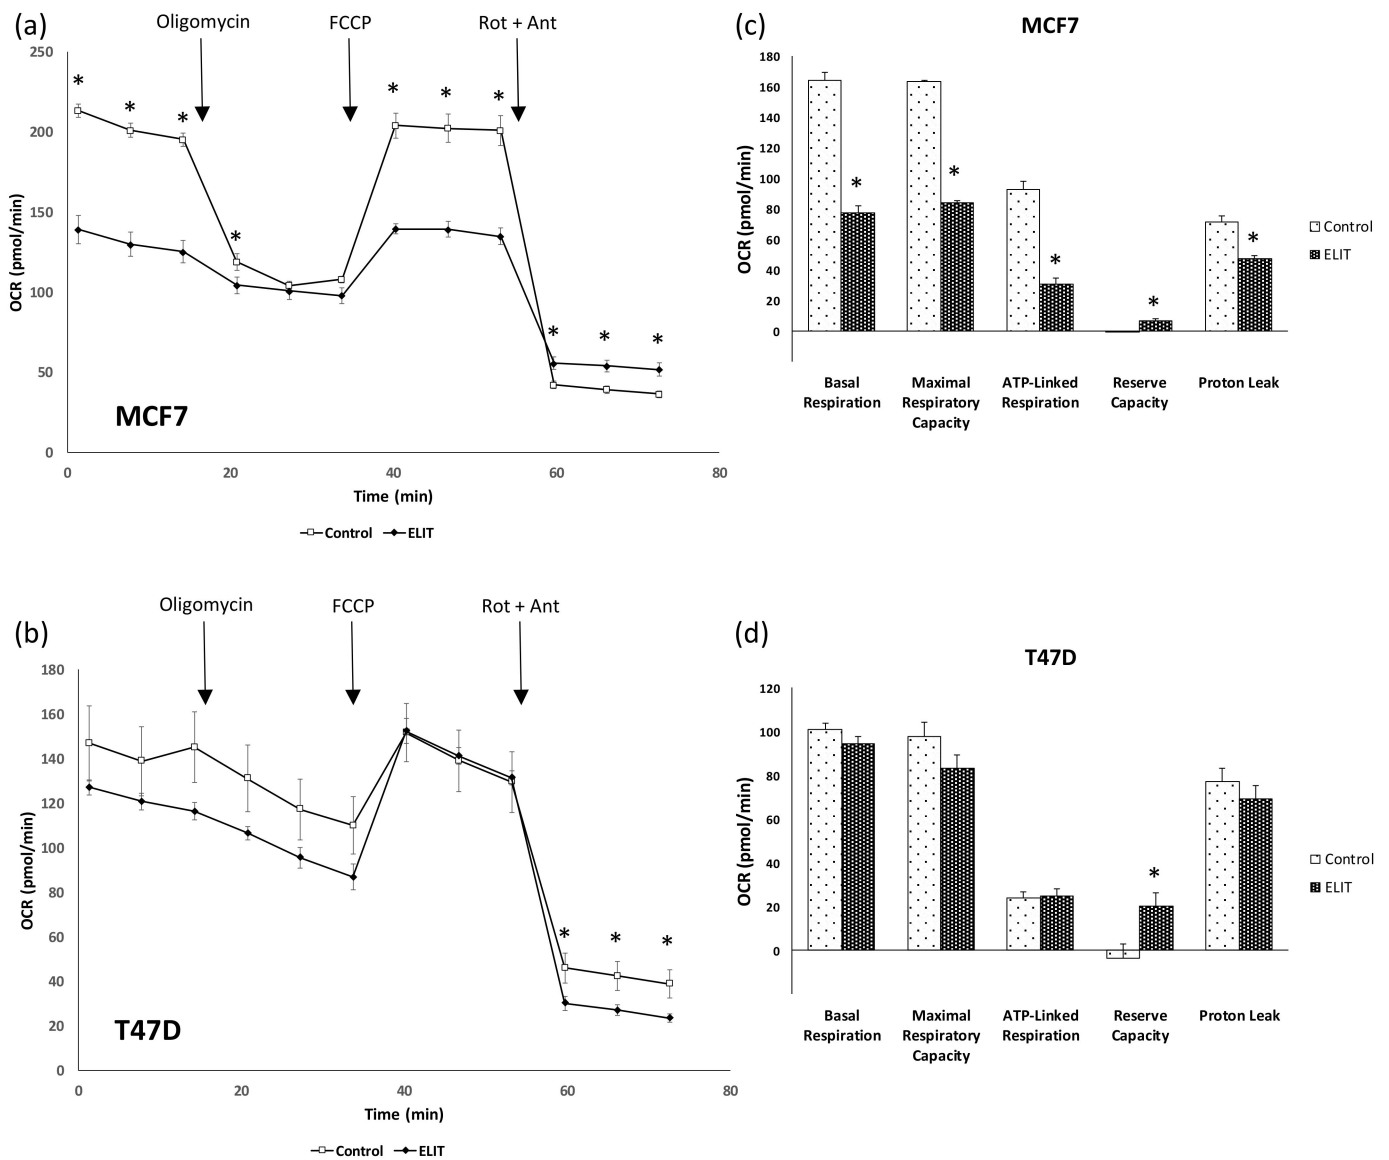 (a)
Oligomycin
FCCP
Rot + Ant
250
200
150
100
50
0
OCR (pmol/min)
* * * * * * * * * *
MCF7
0 20 40 60 80
Time (min)
Control ELIT
(c)
MCF7
180
160
140
120
100
80
60
40
20
0
OCR (pmol/min)
* * * * *
Basal
Respiration
Maximal
Respiratory
Capacity
ATP-Linked
Respiration
Reserve
Capacity
Proton Leak
Control
ELIT
(b)
Oligomycin
FCCP
Rot + Ant
180
160
140
120
100
80
60
40
20
0
OCR (pmol/min)
* * *
T47D
0 20 40 60 80
Time (min)
Control ELIT
(d)
T47D
120
100
80
60
40
20
0
OCR (pmol/min)
*
Basal
Respiration
Maximal
Respiratory
Capacity
ATP-Linked
Respiration
Reserve
Capacity
Proton Leak
Control
ELIT